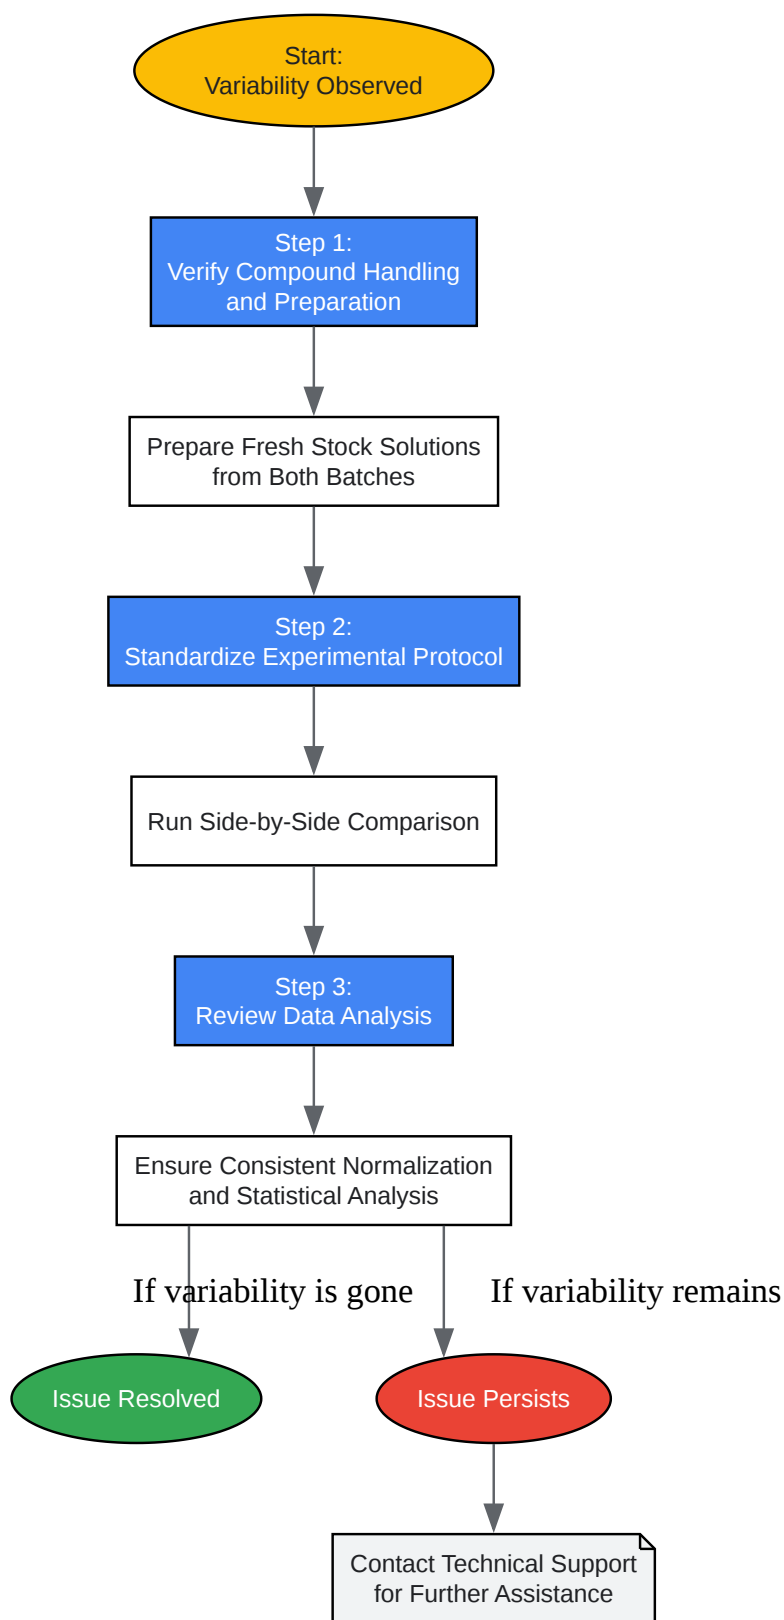 Start:
Variability Observed
Step 1:
Verify Compound Handling
and Preparation
Prepare Fresh Stock Solutions
from Both Batches
Step 2:
Standardize Experimental Protocol
Run Side-by-Side Comparison
Step 3:
Review Data Analysis
Ensure Consistent Normalization
and Statistical Analysis
If variability is gone
If variability remains
Issue Resolved
Issue Persists
Contact Technical Support
for Further Assistance